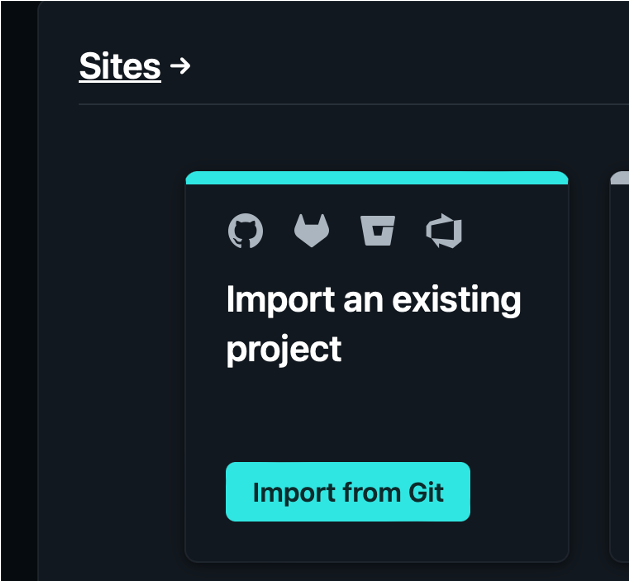 Sites →
Import an existing
project
Import from Git